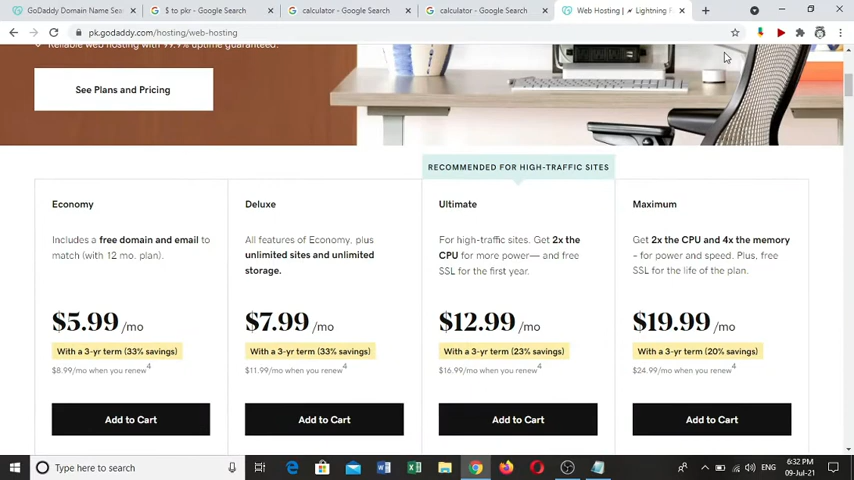 GoDaddy Domain Name Sea
$ to pkr - Google Search
calculator - Google Search
calculator - Google Search
Web Hosting | Lightning F
pk.godaddy.com/hosting/web-hosting
Reliable web hosting with 99.9% uptime guaranteed.
See Plans and Pricing
RECOMMENDED FOR HIGH-TRAFFIC SITES
Economy
Includes a free domain and email to
match (with 12 mo. plan).
$5.99 /mo
With a 3-yr term (33% savings)
$8.99/mo when you renew4
Add to Cart
Deluxe
All features of Economy, plus
unlimited sites and unlimited
storage.
$7.99 /mo
With a 3-yr term (33% savings)
$11.99/mo when you renew4
Add to Cart
Ultimate
For high-traffic sites. Get 2x the
CPU for more power— and free
SSL for the first year.
$12.99 /mo
With a 3-yr term (23% savings)
$16.99/mo when you renew4
Add to Cart
Maximum
Get 2x the CPU and 4x the memory
- for power and speed. Plus, free
SSL for the life of the plan.
$19.99 /mo
With a 3-yr term (20% savings)
$24.99/mo when you renew4
Add to Cart
Type here to search
ENG
6:32 PM
09-Jul-21